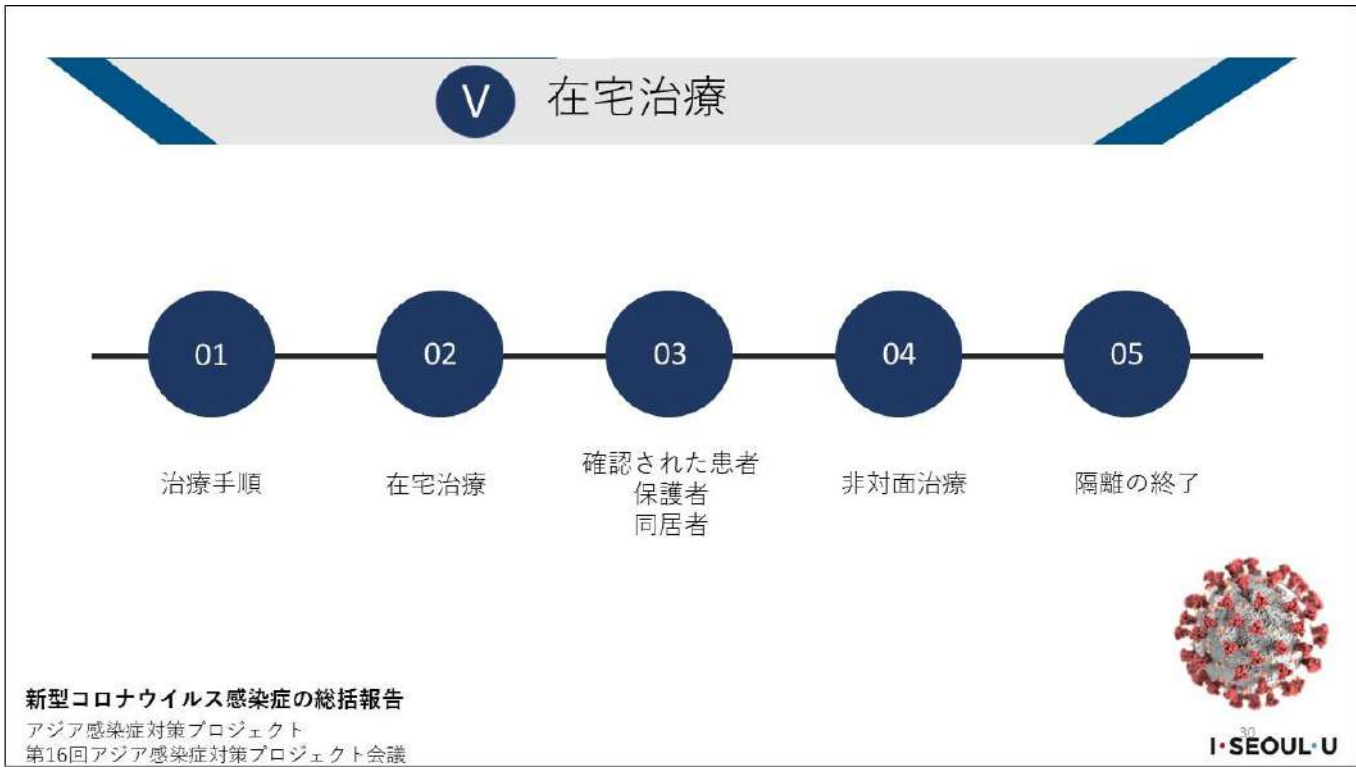 V 在宅治療
01
02
03
04
05
治療手順
在宅治療
確認された患者
保護者
同居者
非対面治療
隔離の終了
新型コロナウイルス感染症の総括報告
アジア感染症対策プロジェクト
第16回アジア感染症対策プロジェクト会議
30
I·SEOUL·U